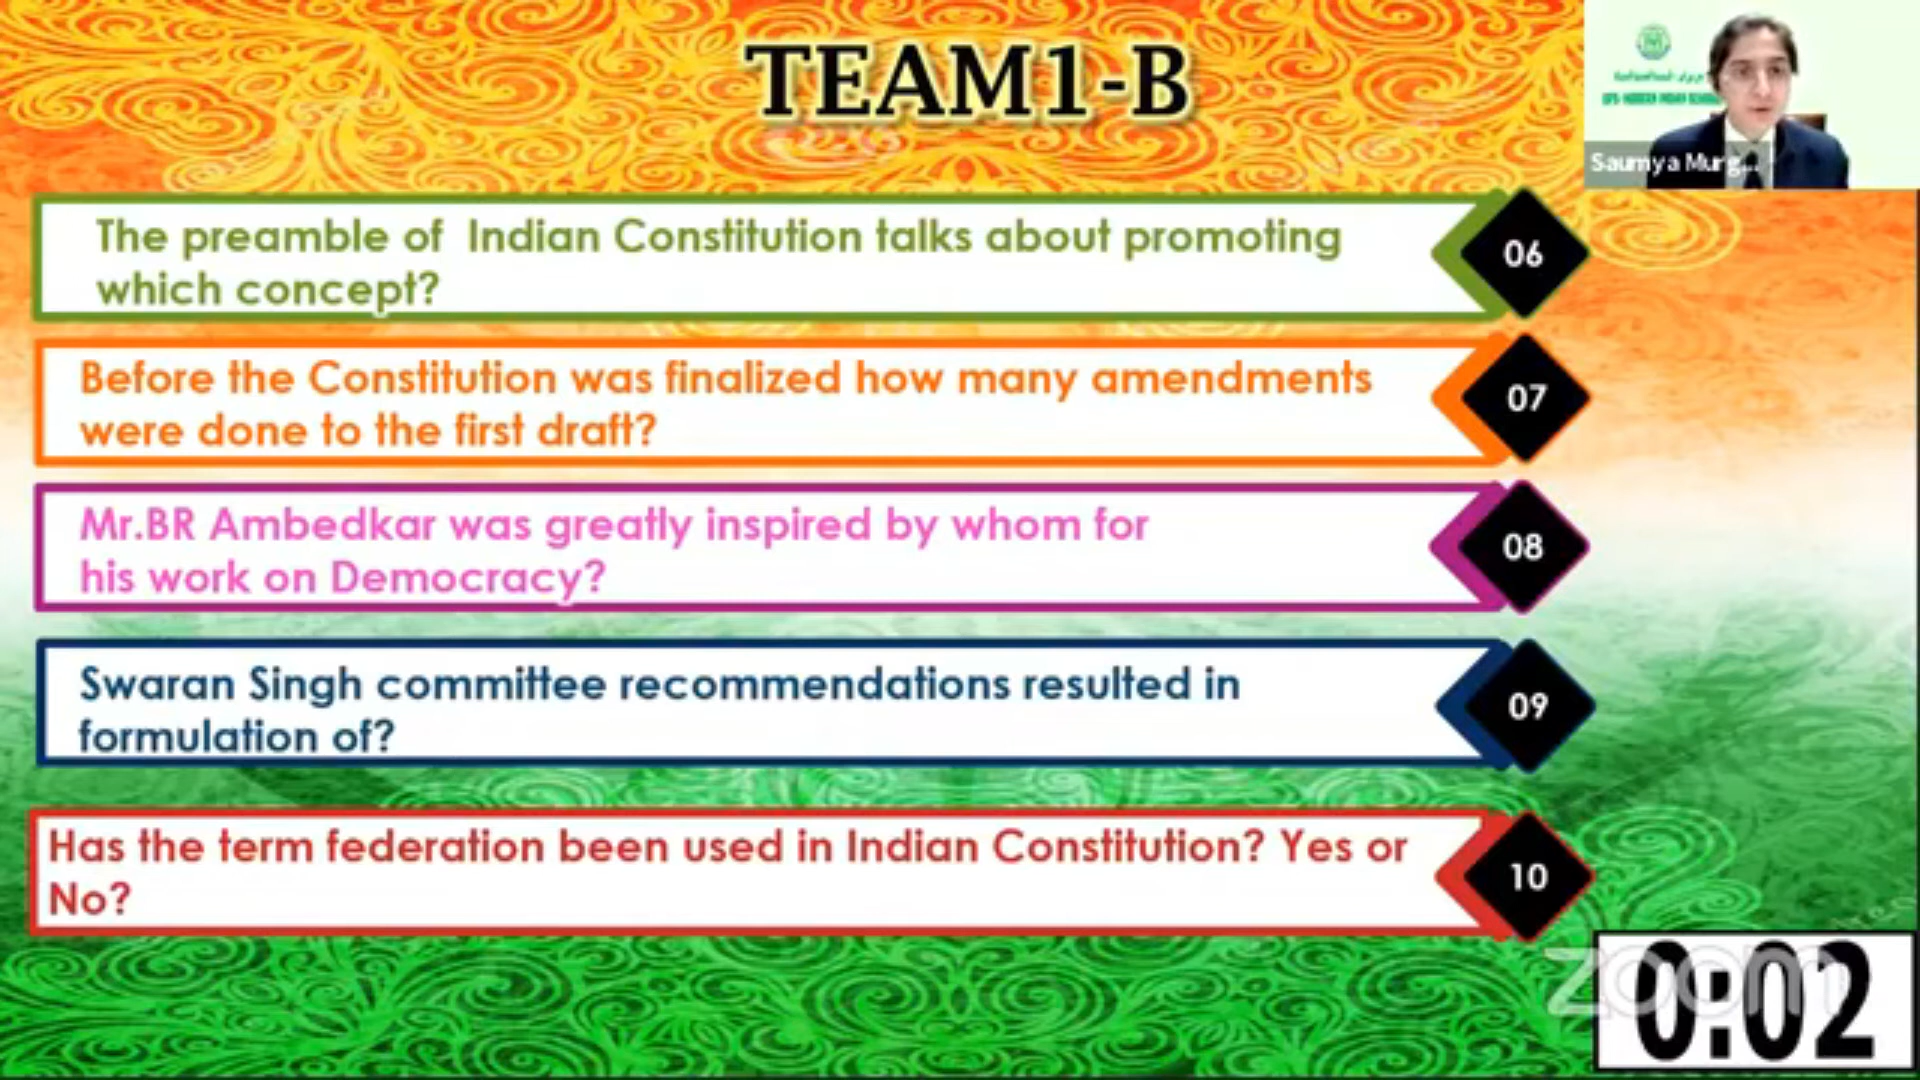 TEAM1-B
Saumya Murg...
The preamble of Indian Constitution talks about promoting
which concept?
06
Before the Constitution was finalized how many amendments
were done to the first draft?
07
Mr.BR Ambedkar was greatly inspired by whom for
his work on Democracy?
08
Swaran Singh committee recommendations resulted in
formulation of?
09
Has the term federation been used in Indian Constitution? Yes or
No?
10
zoom
0:02